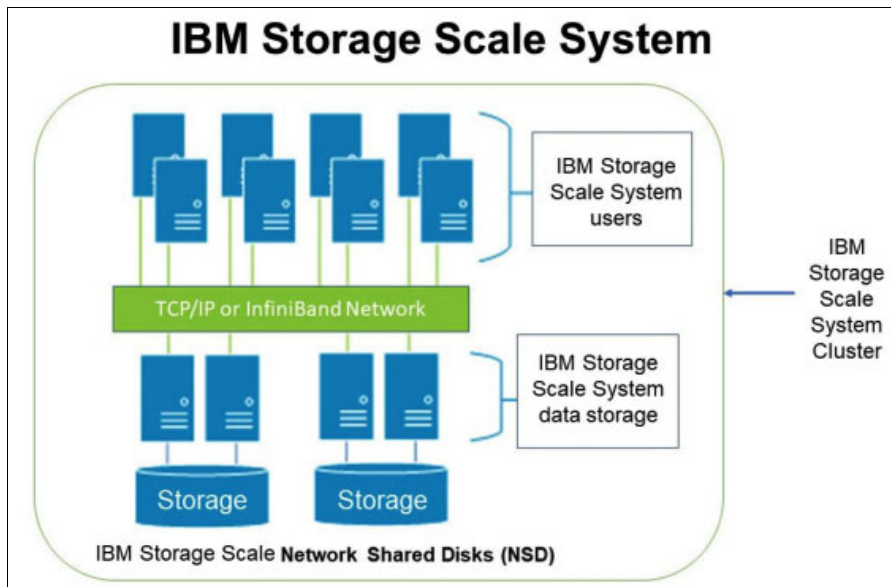 IBM Storage Scale System
IBM Storage
Scale System
users
IBM
Storage
Scale
System
Cluster
TCP/IP or InfiniBand Network
IBM Storage
Scale System
data storage
Storage
Storage
IBM Storage Scale Network Shared Disks (NSD)